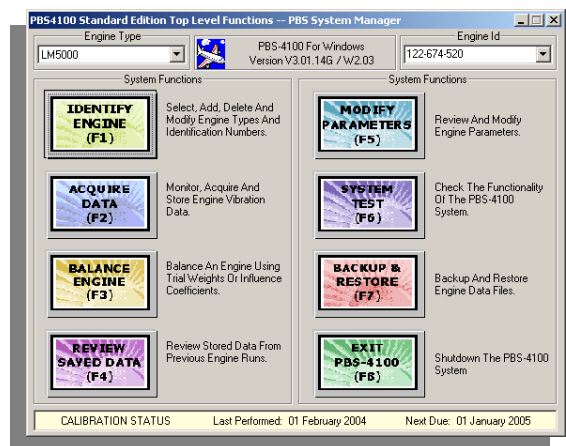 PBS4100 Standard Edition Top Level Functions -- PBS System Manager
Engine Type
LM5000
PBS-4100 For Windows
Version V3.01.14G / W2.03
Engine Id
122-674-520
System Functions
IDENTIFY
ENGINE
(F1)
Select, Add, Delete And
Modify Engine Types And
Identification Numbers.
ACQUIRE
DATA
(F2)
Monitor, Acquire And
Store Engine Vibration
Data.
BALANCE
ENGINE
(F3)
Balance An Engine Using
Trial Weights Or Influence
Coefficients.
REVIEW
SAVED DATA
(F4)
Review Stored Data From
Previous Engine Runs.
System Functions
MODIFY
PARAMETERS
(F5)
Review And Modify
Engine Parameters.
SYSTEM
TEST
(F6)
Check The Functionality
Of The PBS-4100
System.
BACKUP &
RESTORE
(F7)
Backup And Restore
Engine Data Files.
EXIT
PBS-4100
(F8)
Shutdown The PBS-4100
System
CALIBRATION STATUS Last Performed: 01 February 2004 Next Due: 01 January 2005